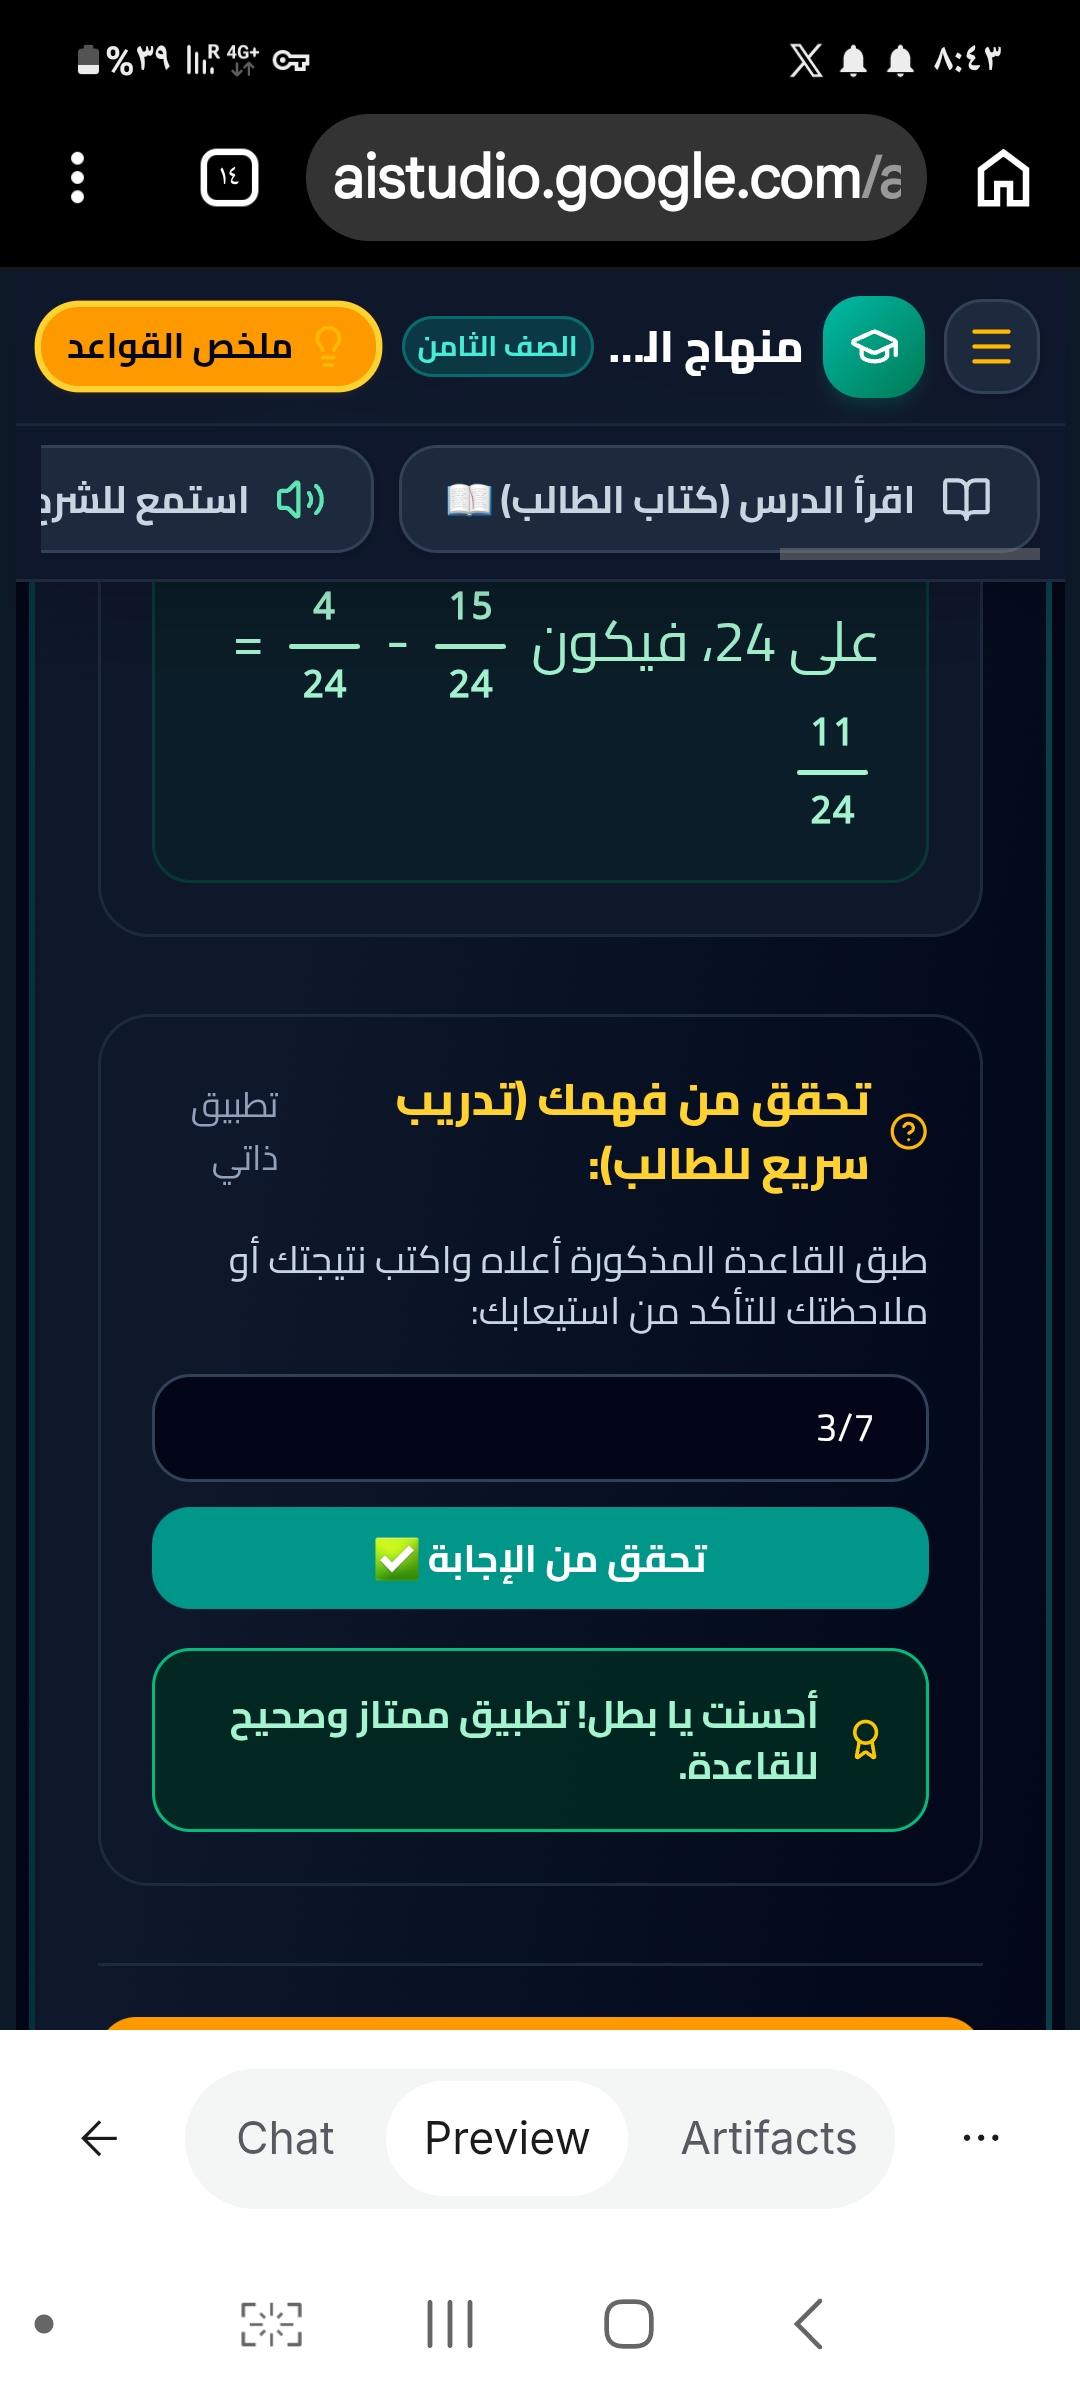 ٨:٤٣
4G+ R
%٣٩
aistudio.google.com/a
١٤
منهاج الـ...
الصف الثامن
ملخص القواعد
اقرأ الدرس (كتاب الطالب) 📖
استمع للشرح
على 24، فيكون 15/24 - 4/24 =
11/24
تحقق من فهمك (تدريب
سريع للطالب):
تطبيق
ذاتي
طبق القاعدة المذكورة أعلاه واكتب نتيجتك أو
ملاحظتك للتأكد من استيعابك:
3/7
تحقق من الإجابة ✅
أحسنت يا بطل! تطبيق ممتاز وصحيح
للقاعدة.
Chat
Preview
Artifacts